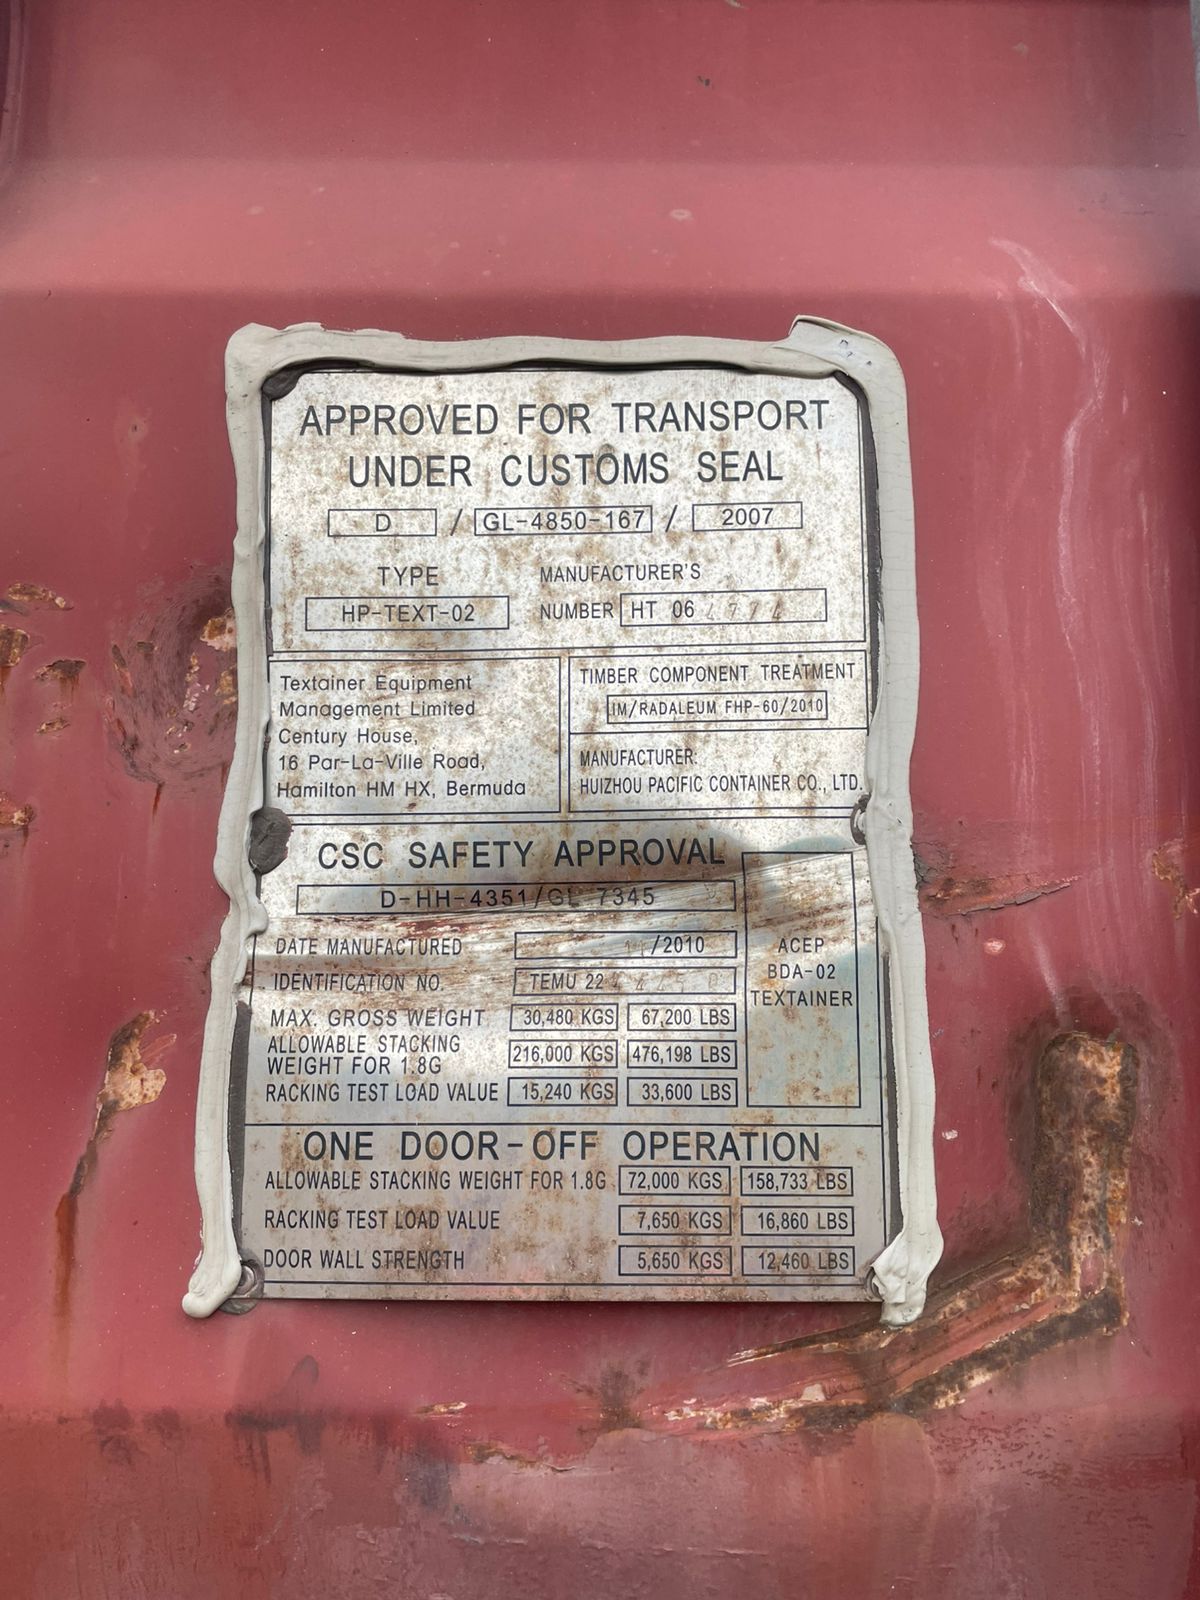 APPROVED FOR TRANSPORT
UNDER CUSTOMS SEAL
D / GL-4850-167 / 2007
TYPE
HP-TEXT-02
MANUFACTURER'S
NUMBER HT 06 4774
Textainer Equipment
Management Limited
Century House,
16 Par-La-Ville Road,
Hamilton HM HX, Bermuda
TIMBER COMPONENT TREATMENT
IM/RADALEUM FHP-60/2010
MANUFACTURER:
HUIZHOU PACIFIC CONTAINER CO., LTD.
CSC SAFETY APPROVAL
D-HH-4351/GL 7345
DATE MANUFACTURED /2010
IDENTIFICATION NO. TEMU 22
MAX. GROSS WEIGHT 30,480 KGS 67,200 LBS
ALLOWABLE STACKING
WEIGHT FOR 1.8G 216,000 KGS 476,198 LBS
RACKING TEST LOAD VALUE 15,240 KGS 33,600 LBS
ACEP
BDA-02
TEXTAINER
ONE DOOR-OFF OPERATION
ALLOWABLE STACKING WEIGHT FOR 1.8G 72,000 KGS 158,733 LBS
RACKING TEST LOAD VALUE 7,650 KGS 16,860 LBS
DOOR WALL STRENGTH 5,650 KGS 12,460 LBS